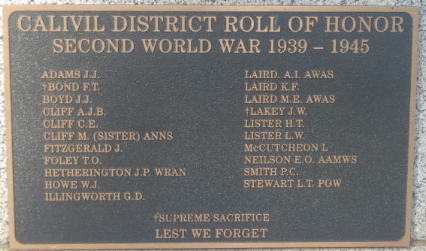 CALIVIL DISTRICT ROLL OF HONOR
SECOND WORLD WAR 1939 – 1945
ADAMS J.J.
†BOND F.T.
BOYD J.J.
CLIFF A.J.B.
CLIFF C.E.
CLIFF M. (SISTER) ANNS
FITZGERALD J.
FOLEY T.O.
HETHERINGTON J.P. WRAN
HOWE W.J.
ILLINGWORTH G.D.
LAIRD. A.I. AWAS
LAIRD K.F.
LAIRD M.E. AWAS
†LAKEY J.W.
LISTER H.T.
LISTER L.W.
McCUTCHEON L
NEILSON E.O. AAMWS
SMITH P.C.
STEWART L.T. POW
†SUPREME SACRIFICE
LEST WE FORGET